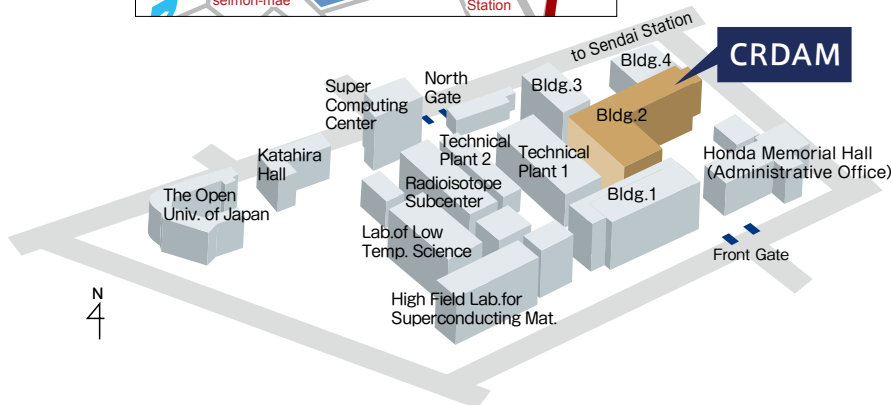 seimon-mae
Station
to Sendai Station
CRDAM
Bldg.4
Bldg.3
Super
Computing
Center
North
Gate
Bldg.2
Technical
Plant 2
Technical
Plant 1
Katahira
Hall
Honda Memorial Hall
(Administrative Office)
Radioisotope
Subcenter
The Open
Univ. of Japan
Bldg.1
Lab.of Low
Temp. Science
Front Gate
N
High Field Lab.for
Superconducting Mat.